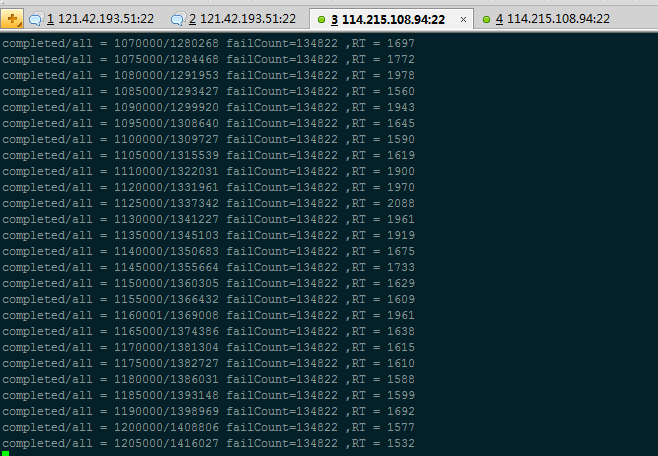 1 121.42.193.51:22 2 121.42.193.51:22 3 114.215.108.94:22 × 4 114.215.108.94:22
completed/all = 1070000/1280268 failCount=134822 ,RT = 1697
completed/all = 1075000/1284468 failCount=134822 ,RT = 1772
completed/all = 1080000/1291953 failCount=134822 ,RT = 1978
completed/all = 1085000/1293427 failCount=134822 ,RT = 1560
completed/all = 1090000/1299920 failCount=134822 ,RT = 1943
completed/all = 1095000/1308640 failCount=134822 ,RT = 1645
completed/all = 1100000/1309727 failCount=134822 ,RT = 1590
completed/all = 1105000/1315539 failCount=134822 ,RT = 1619
completed/all = 1110000/1322031 failCount=134822 ,RT = 1900
completed/all = 1120000/1331961 failCount=134822 ,RT = 1970
completed/all = 1125000/1337342 failCount=134822 ,RT = 2088
completed/all = 1130000/1341227 failCount=134822 ,RT = 1961
completed/all = 1135000/1345103 failCount=134822 ,RT = 1919
completed/all = 1140000/1350683 failCount=134822 ,RT = 1675
completed/all = 1145000/1355664 failCount=134822 ,RT = 1733
completed/all = 1150000/1360305 failCount=134822 ,RT = 1629
completed/all = 1155000/1366432 failCount=134822 ,RT = 1609
completed/all = 1160001/1369008 failCount=134822 ,RT = 1961
completed/all = 1165000/1374386 failCount=134822 ,RT = 1638
completed/all = 1170000/1381304 failCount=134822 ,RT = 1615
completed/all = 1175000/1382727 failCount=134822 ,RT = 1610
completed/all = 1180000/1386031 failCount=134822 ,RT = 1588
completed/all = 1185000/1393148 failCount=134822 ,RT = 1599
completed/all = 1190000/1398969 failCount=134822 ,RT = 1692
completed/all = 1200000/1408806 failCount=134822 ,RT = 1577
completed/all = 1205000/1416027 failCount=134822 ,RT = 1532